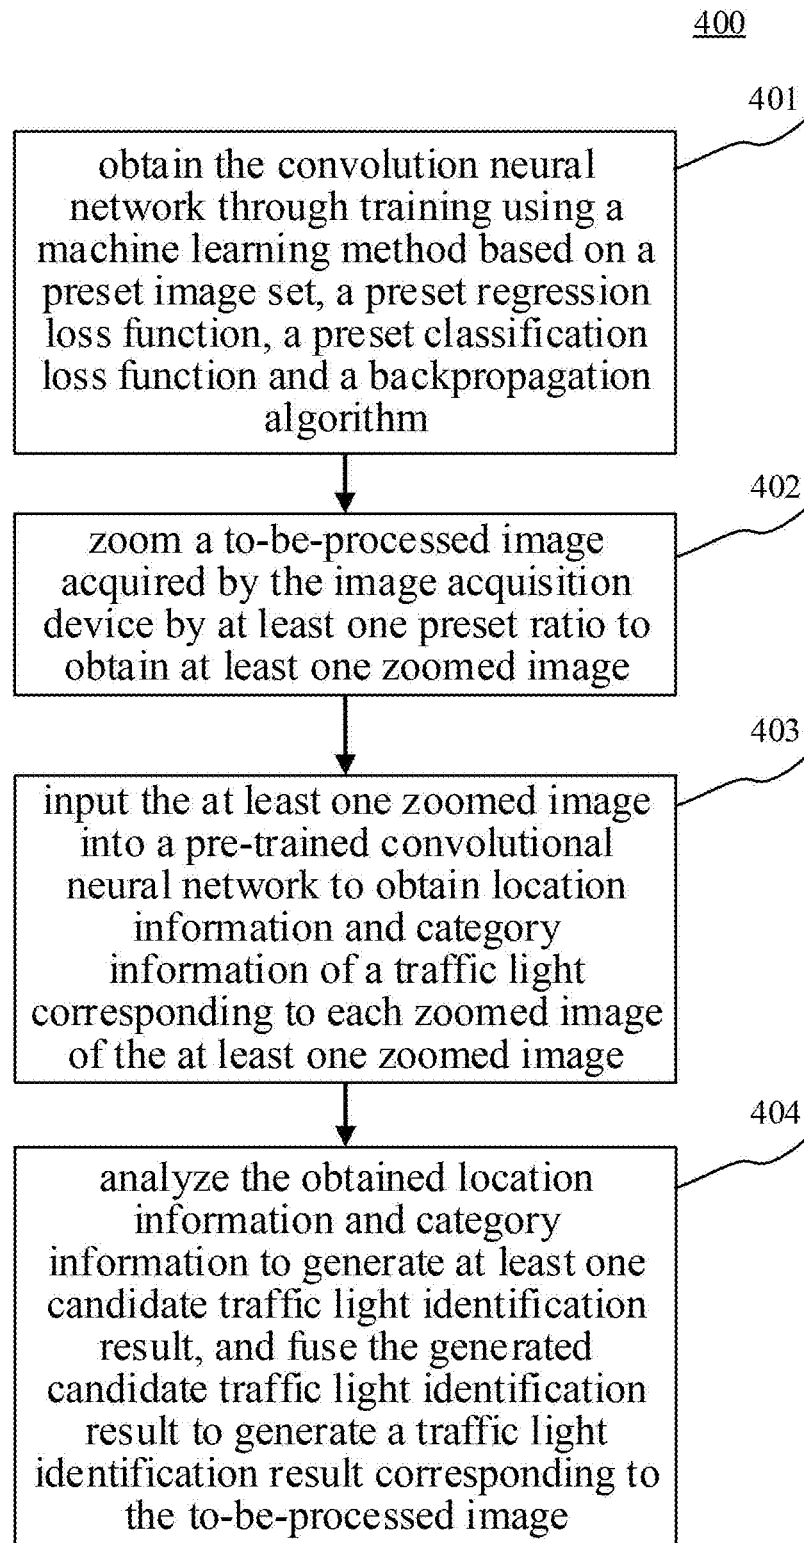 400
401
obtain the convolution neural
network through training using a
machine learning method based on a
preset image set, a preset regression
loss function, a preset classification
loss function and a backpropagation
algorithm
402
zoom a to-be-processed image
acquired by the image acquisition
device by at least one preset ratio to
obtain at least one zoomed image
403
input the at least one zoomed image
into a pre-trained convolutional
neural network to obtain location
information and category
information of a traffic light
corresponding to each zoomed image
of the at least one zoomed image
404
analyze the obtained location
information and category
information to generate at least one
candidate traffic light identification
result, and fuse the generated
candidate traffic light identification
result to generate a traffic light
identification result corresponding to
the to-be-processed image